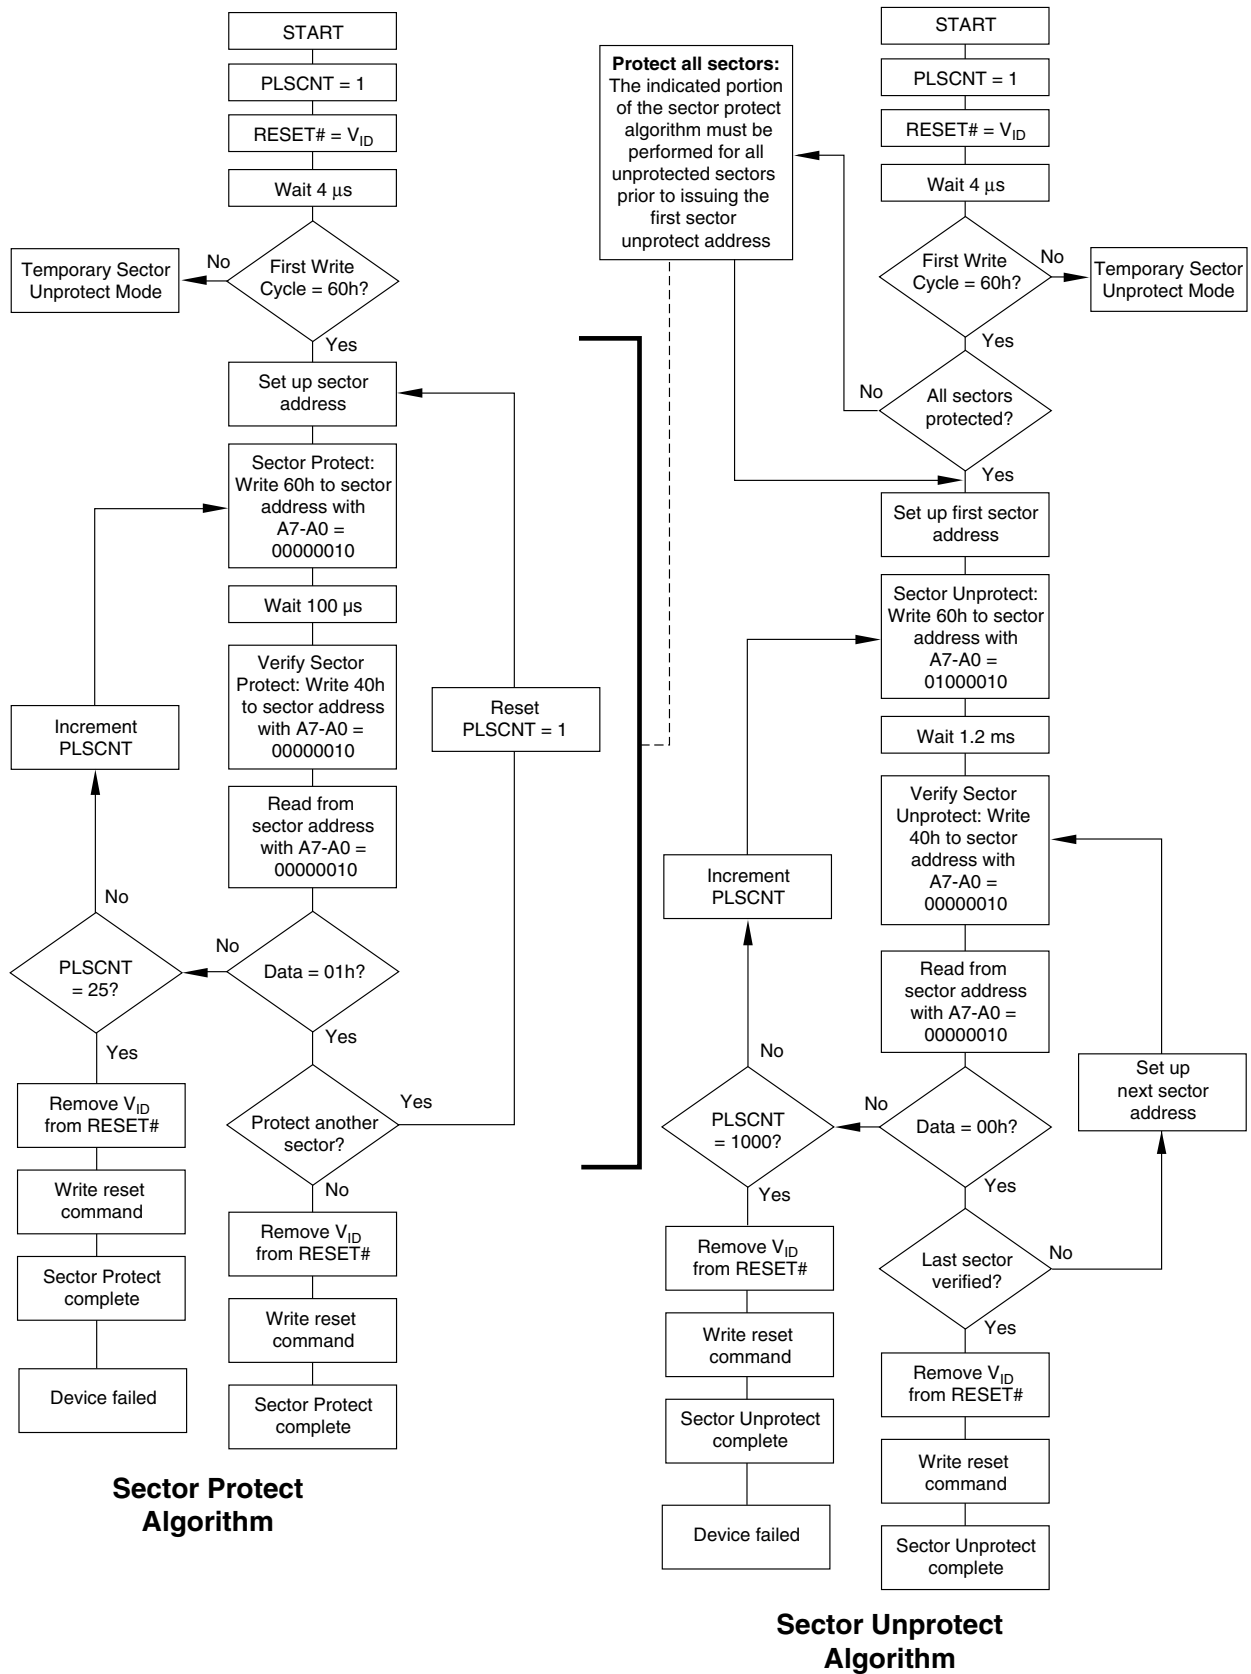 START
PLSCNT = 1
RESET# = VID
Wait 4 μs
First Write
Cycle = 60h?
No
Temporary Sector
Unprotect Mode
Yes
Set up sector
address
Sector Protect:
Write 60h to sector
address with
A7-A0 =
00000010
Wait 100 µs
Verify Sector
Protect: Write 40h
to sector address
with A7-A0 =
00000010
Reset
PLSCNT = 1
Increment
PLSCNT
Read from
sector address
with A7-A0 =
00000010
No
No
PLSCNT
= 25?
Data = 01h?
Yes
Yes
Remove VID
from RESET#
Protect another
sector?
Yes
Write reset
command
No
Remove VID
from RESET#
Sector Protect
complete
Write reset
command
Device failed
Sector Protect
complete
Sector Protect
Algorithm
Protect all sectors:
The indicated portion
of the sector protect
algorithm must be
performed for all
unprotected sectors
prior to issuing the
first sector
unprotect address
START
PLSCNT = 1
RESET# = VID
Wait 4 μs
First Write
Cycle = 60h?
No
Temporary Sector
Unprotect Mode
Yes
No
All sectors
protected?
Yes
Set up first sector
address
Sector Unprotect:
Write 60h to sector
address with
A7-A0 =
01000010
Wait 1.2 ms
Verify Sector
Unprotect: Write
40h to sector
address with
A7-A0 =
00000010
Increment
PLSCNT
Read from
sector address
with A7-A0 =
00000010
No
Set up
next sector
address
No
PLSCNT
= 1000?
Data = 00h?
Yes
Yes
Remove VID
from RESET#
Last sector
verified?
No
Yes
Write reset
command
Remove VID
from RESET#
Sector Unprotect
complete
Write reset
command
Device failed
Sector Unprotect
complete
Sector Unprotect
Algorithm